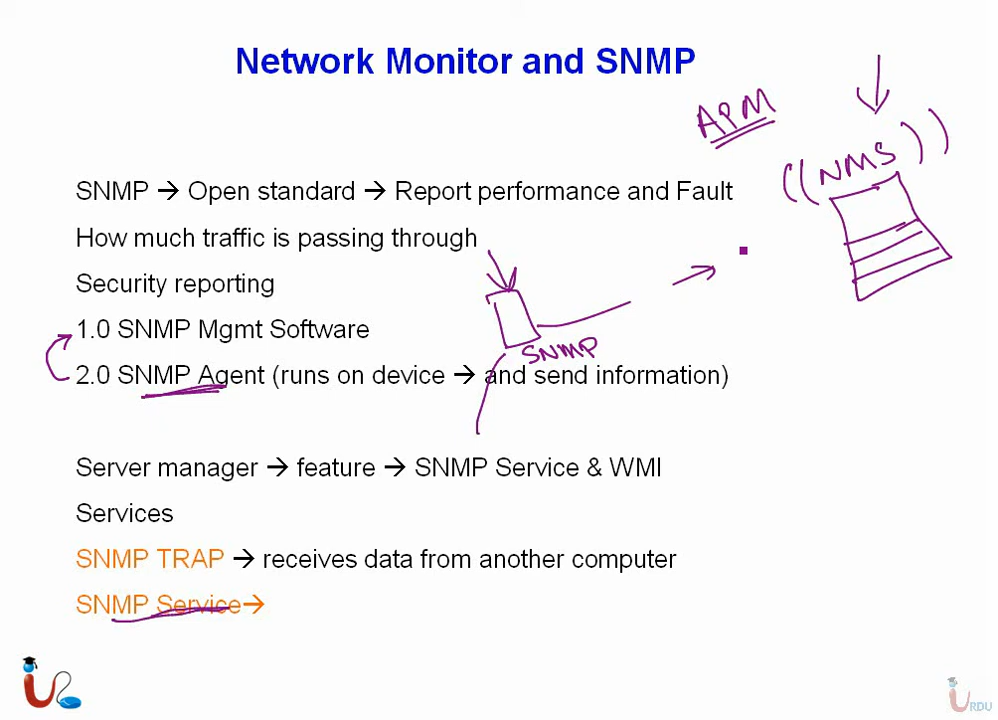 Network Monitor and SNMP
APM
((NMS))
SNMP → Open standard → Report performance and Fault
How much traffic is passing through
Security reporting
1.0 SNMP Mgmt Software
SNMP
2.0 SNMP Agent (runs on device → and send information)
Server manager → feature → SNMP Service & WMI
Services
SNMP TRAP → receives data from another computer
SNMP Service→
URDU